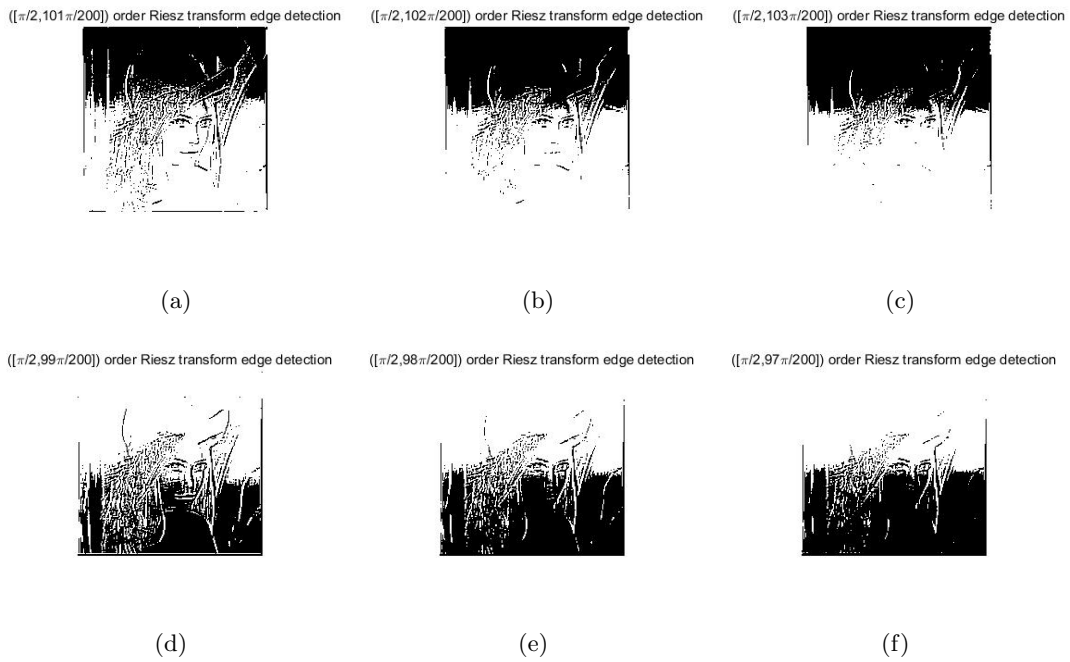 ([π/2,101π/200]) order Riesz transform edge detection
([π/2,102π/200]) order Riesz transform edge detection
([π/2,103π/200]) order Riesz transform edge detection
(a)
(b)
(c)
([π/2,99π/200]) order Riesz transform edge detection
([π/2,98π/200]) order Riesz transform edge detection
([π/2,97π/200]) order Riesz transform edge detection
(d)
(e)
(f)